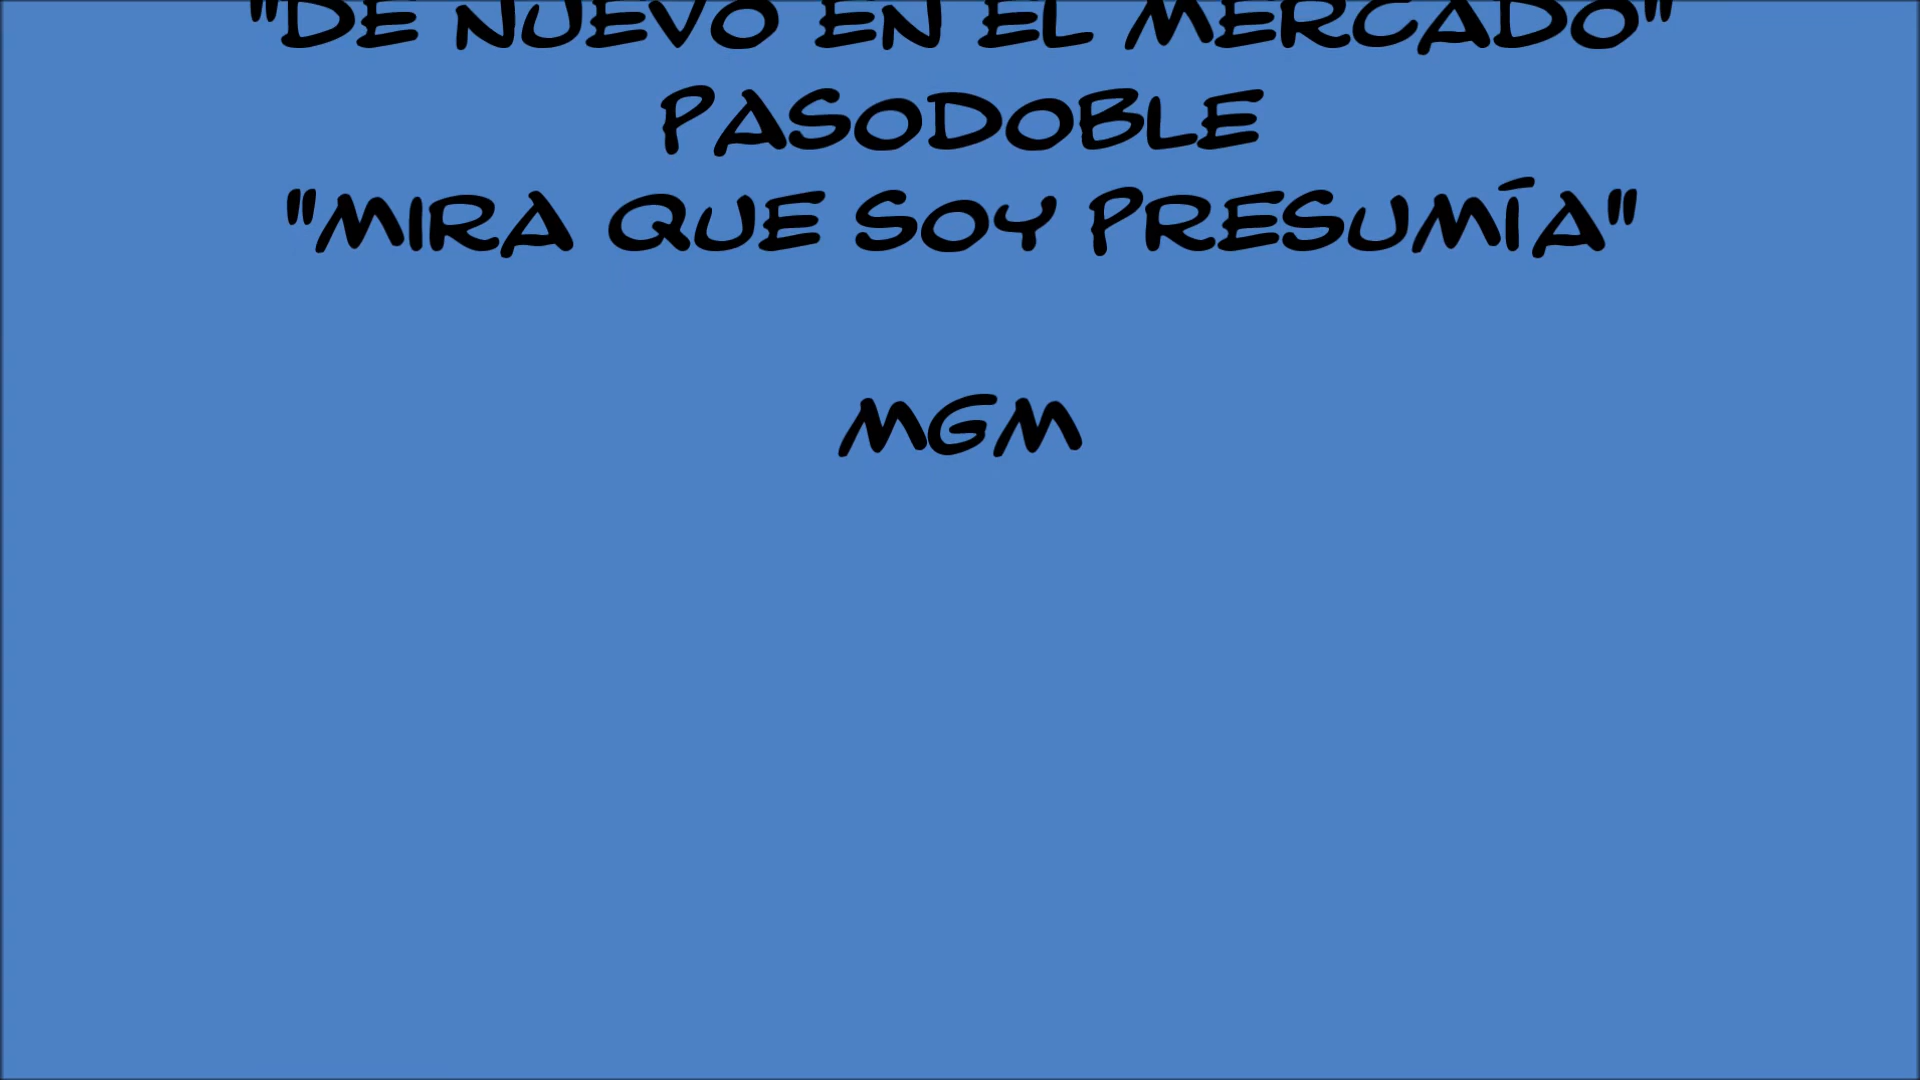 "DE NUEVO EN EL MERCADO"
PASODOBLE
"MIRA QUE SOY PRESUMÍA"
MGM